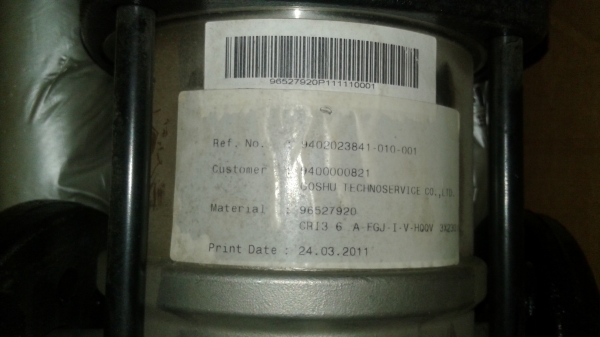 96527920P111110001
Ref. No. : 9402023841-010-001
Customer : 9400000821
GOSHU TECHNOSERVICE CO.,LTD.
Material : 96527920
CRI3 6 A-FGJ-I-V-HQQV
Print Date : 24.03.2011